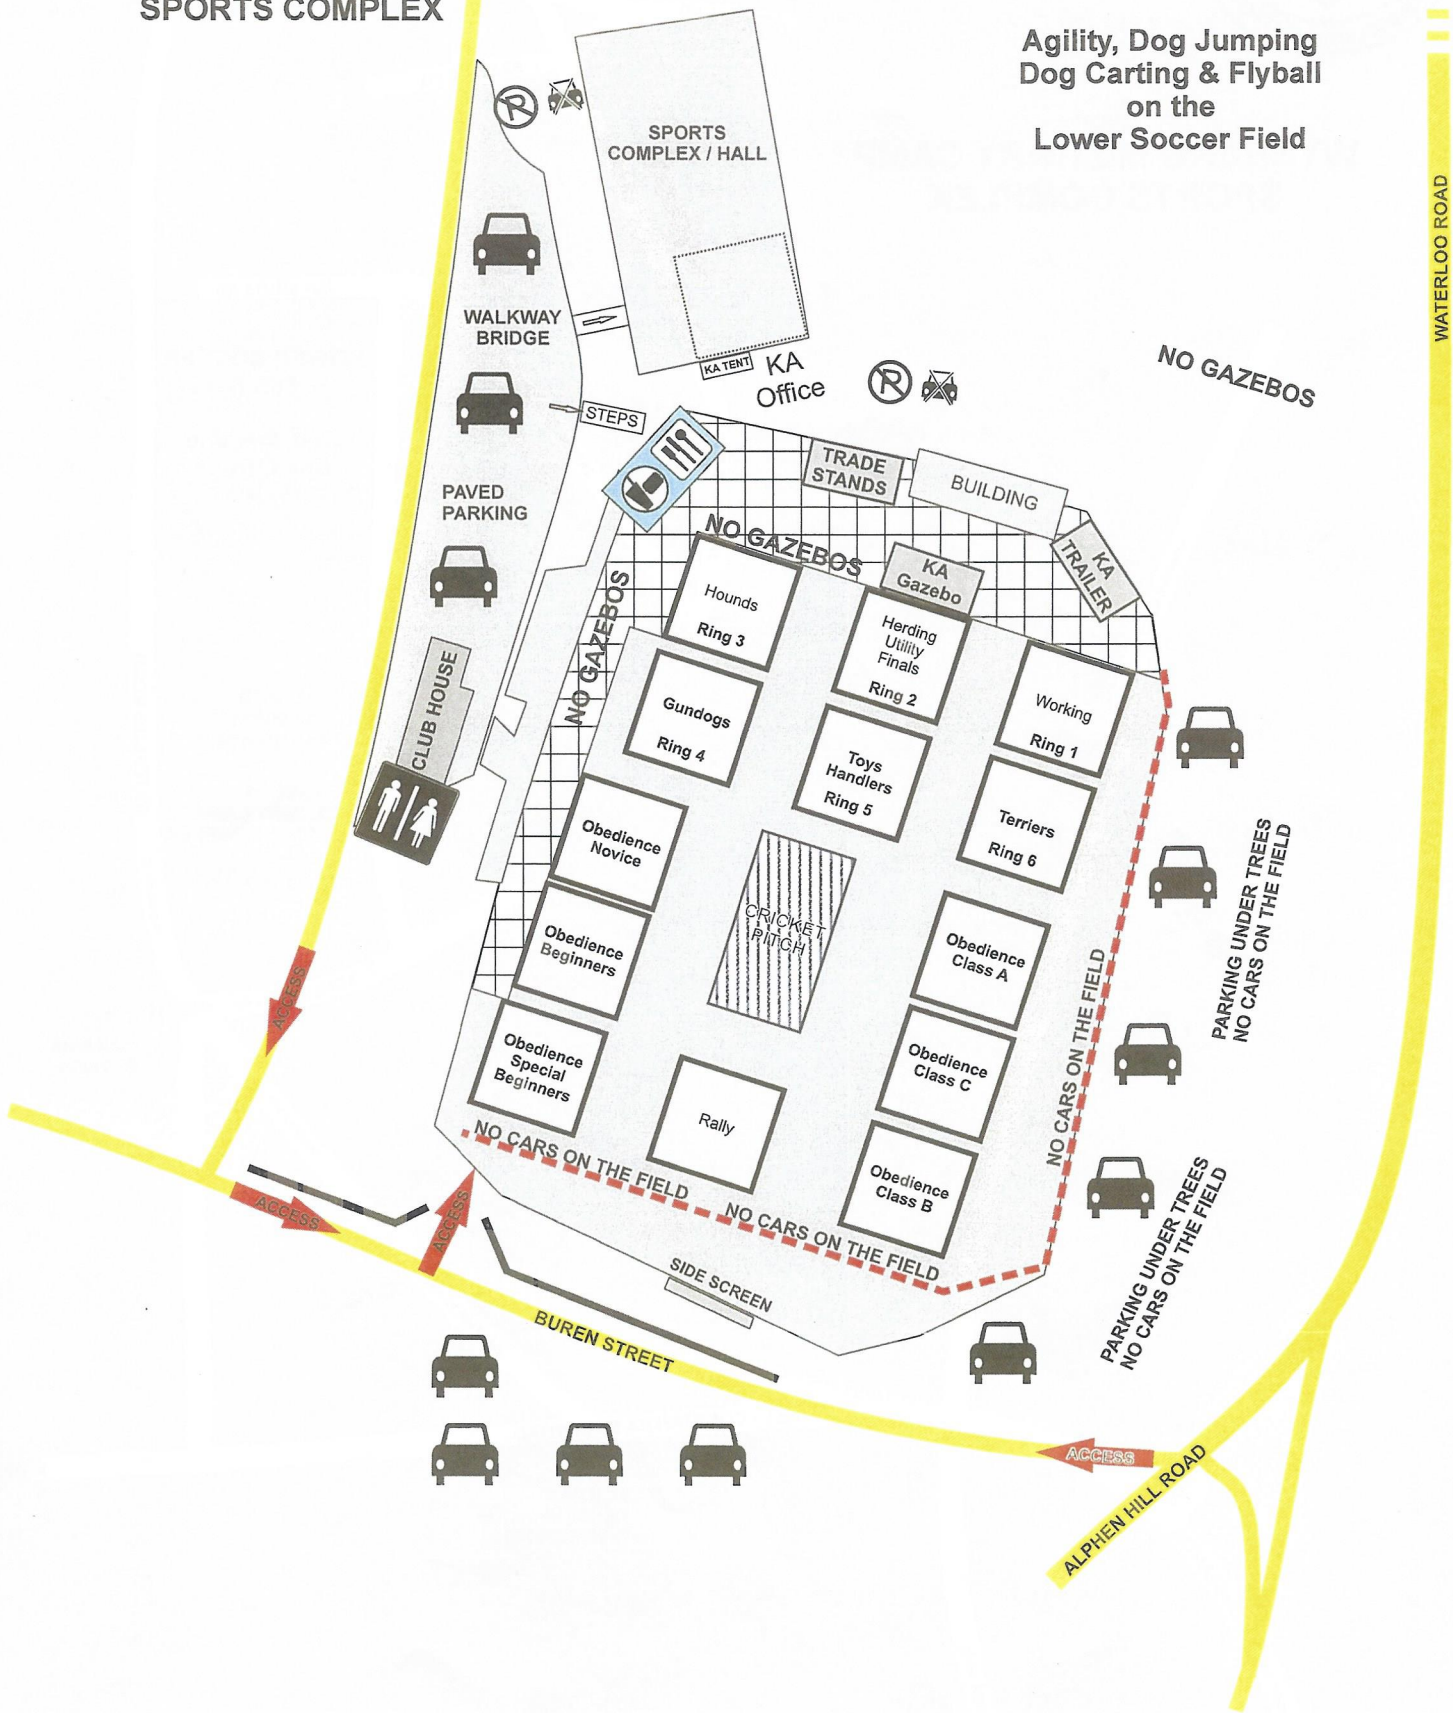 SPORTS COMPLEX
Agility, Dog Jumping
Dog Carting & Flyball
on the
Lower Soccer Field
WATERLOO ROAD
SPORTS
COMPLEX / HALL
WALKWAY
BRIDGE
KA TENT
KA
Office
NO GAZEBOS
STEPS
TRADE
STANDS
BUILDING
PAVED
PARKING
NO GAZEBOS
KA
Gazebo
KA
TRAILER
NO GAZEBOS
Hounds
Ring 3
Herding
Utility
Finals
Ring 2
Working
Ring 1
CLUB HOUSE
Gundogs
Ring 4
Toys
Handlers
Ring 5
Terriers
Ring 6
Obedience
Novice
CRICKET
PITCH
Obedience
Beginners
Obedience
Class A
PARKING UNDER TREES
NO CARS ON THE FIELD
NO CARS ON THE FIELD
ACCESS
Obedience
Special
Beginners
Obedience
Class C
Rally
Obedience
Class B
NO CARS ON THE FIELD
NO CARS ON THE FIELD
PARKING UNDER TREES
NO CARS ON THE FIELD
ACCESS
ACCESS
SIDE SCREEN
BUREN STREET
ACCESS
ALPHEN HILL ROAD